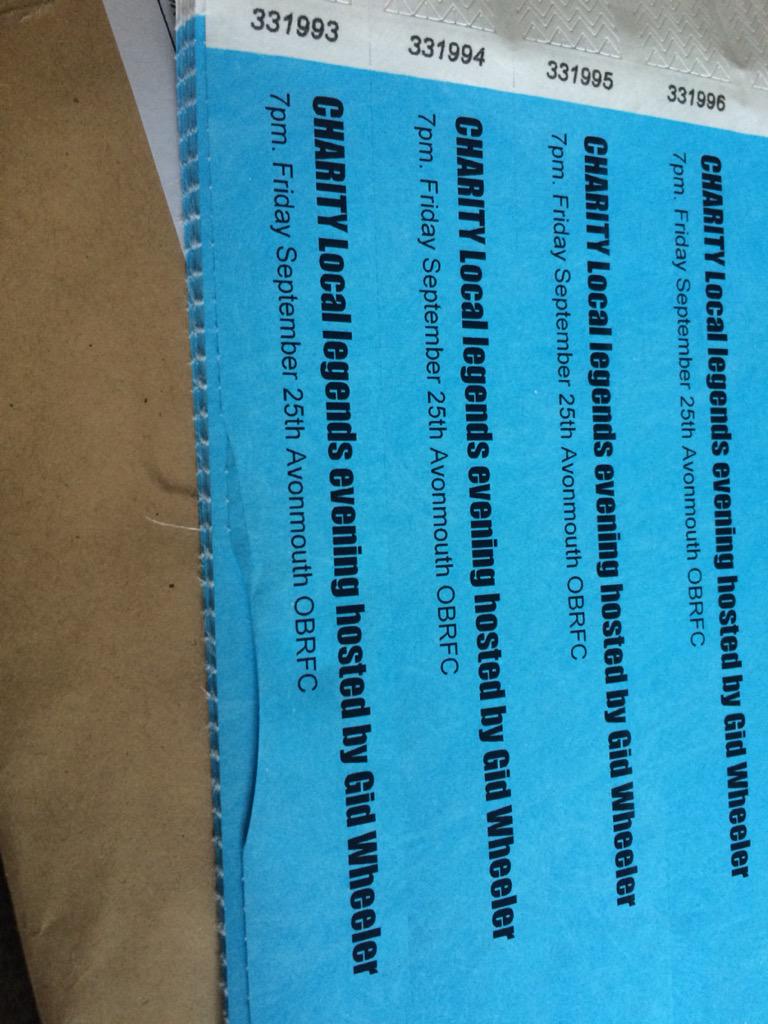 331993
CHARITY Local legends evening hosted by Gid Wheeler
7pm. Friday September 25th Avonmouth OBRFC
331994
CHARITY Local legends evening hosted by Gid Wheeler
7pm. Friday September 25th Avonmouth OBRFC
331995
CHARITY Local legends evening hosted by Gid Wheeler
7pm. Friday September 25th Avonmouth OBRFC
331996
CHARITY Local legends evening hosted by Gid Wheeler
7pm. Friday September 25th Avonmouth OBRFC